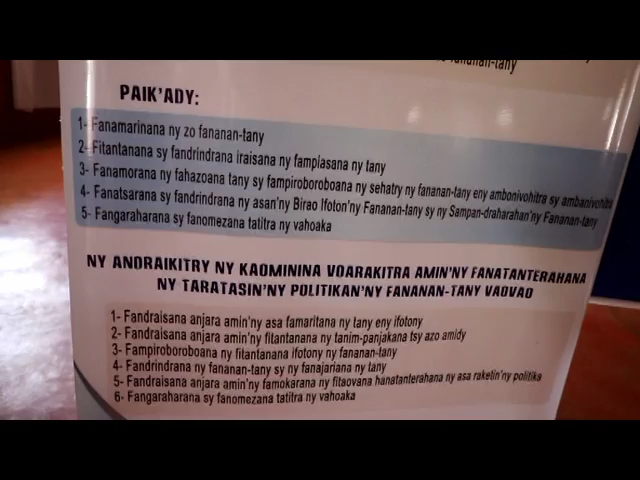 fananan-tany
PAIK'ADY:
1- Fanamarinana ny zo fananan-tany
2- Fitantanana sy fandrindrana iraisana ny fampiasana ny tany
3- Fanamorana ny fahazoana tany sy fampiroboroboana ny sehatry ny fananan-tany eny ambonivohitra sy ambanivohitra
4- Fanatsarana sy fandrindrana ny asan'ny Birao Ifoton'ny Fananan-tany sy ny Sampan-draharahan'ny Fananan-tany
5- Fangaraharana sy fanomezana tatitra ny vahoaka
NY ANDRAIKITRY NY KAOMININA VOARAKITRA AMIN'NY FANATANTERAHANA
NY TARATASIN'NY POLITIKAN'NY FANANAN-TANY VAOVAO
1- Fandraisana anjara amin'ny asa famaritana ny tany eny ifotony
2- Fandraisana anjara amin'ny fitantanana ny tanim-panjakana tsy azo amidy
3- Fampiroboroboana ny fitantanana ifotony ny fananan-tany
4- Fandrindrana ny fananan-tany sy ny fanajariana ny tany
5- Fandraisana anjara amin'ny famokarana ny fitaovana hanatanterahana ny asa raketin'ny politika
6- Fangaraharana sy fanomezana tatitra ny vahoaka